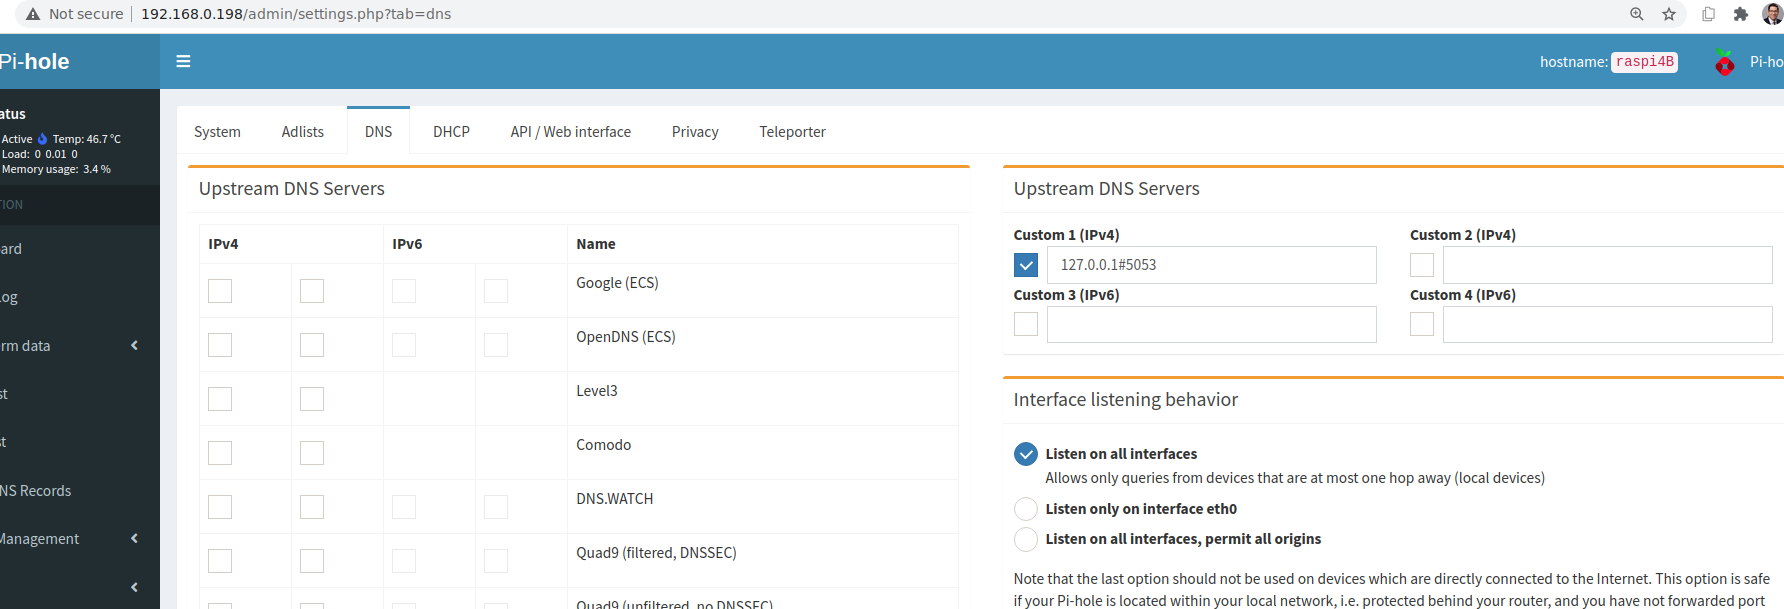 Not secure 192.168.0.198/admin/settings.php?tab=dns
Pi-hole
hostname: raspi4B
Pi-ho
atus
Active Temp: 46.7 °C
Load: 0 0.01 0
Memory usage: 3.4 %
TION
ard
og
rm data
st
t
NS Records
Management
System Adlists DNS DHCP API / Web interface Privacy Teleporter
Upstream DNS Servers
IPv4 IPv6 Name
Google (ECS)
OpenDNS (ECS)
Level3
Comodo
DNS.WATCH
Quad9 (filtered, DNSSEC)
Quad9 (unfiltered, no DNSSEC)
Upstream DNS Servers
Custom 1 (IPv4) Custom 2 (IPv4)
127.0.0.1#5053
Custom 3 (IPv6) Custom 4 (IPv6)
Interface listening behavior
Listen on all interfaces
Allows only queries from devices that are at most one hop away (local devices)
Listen only on interface eth0
Listen on all interfaces, permit all origins
Note that the last option should not be used on devices which are directly connected to the Internet. This option is safe
if your Pi-hole is located within your local network, i.e. protected behind your router, and you have not forwarded port